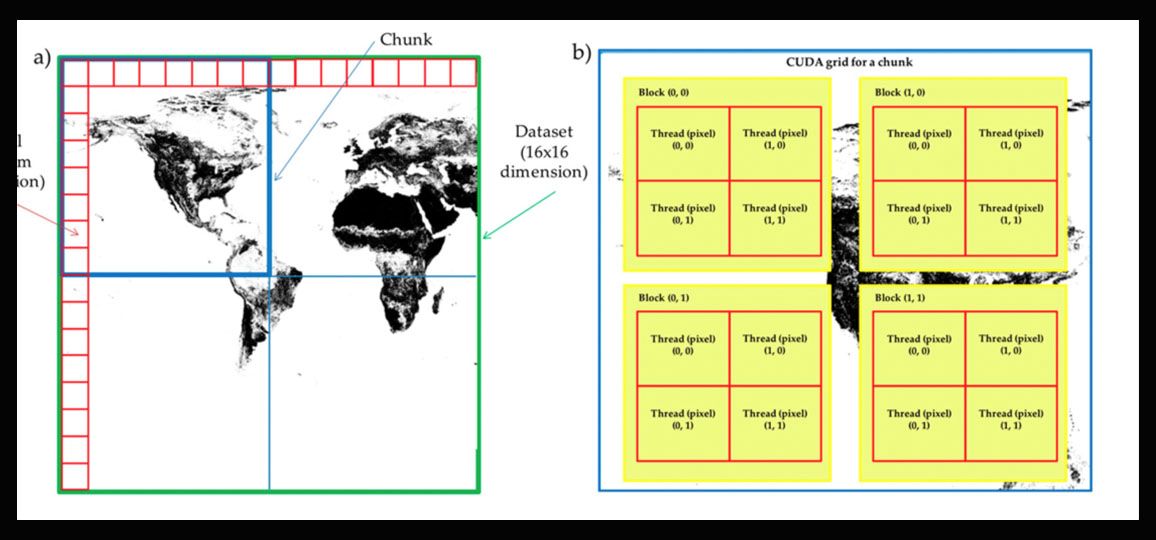 a)
Chunk
Dataset
(16x16
dimension)
b)
CUDA grid for a chunk
Block (0, 0)
Thread (pixel)
(0, 0)
Thread (pixel)
(1, 0)
Thread (pixel)
(0, 1)
Thread (pixel)
(1, 1)
Block (1, 0)
Thread (pixel)
(0, 0)
Thread (pixel)
(1, 0)
Thread (pixel)
(0, 1)
Thread (pixel)
(1, 1)
Block (0, 1)
Thread (pixel)
(0, 0)
Thread (pixel)
(1, 0)
Thread (pixel)
(0, 1)
Thread (pixel)
(1, 1)
Block (1, 1)
Thread (pixel)
(0, 0)
Thread (pixel)
(1, 0)
Thread (pixel)
(0, 1)
Thread (pixel)
(1, 1)